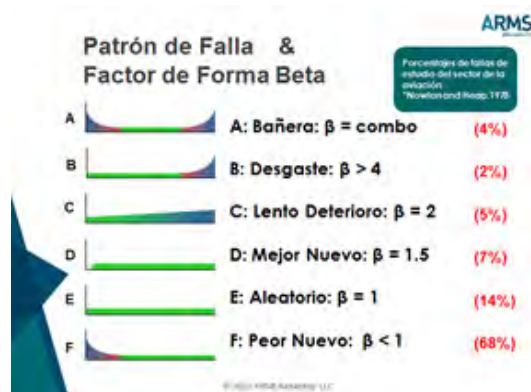 ARMS
Patrón de Falla &
Factor de Forma Beta
Porcentajes de fallas de
estudio del sector de la
aviación
*Nowlan and Heap, 1978
A
A: Bañera: β = combo
(4%)
B
B: Desgaste: β > 4
(2%)
C
C: Lento Deterioro: β = 2
(5%)
D
D: Mejor Nuevo: β = 1.5
(7%)
E
E: Aleatorio: β = 1
(14%)
F
F: Peor Nuevo: β < 1
(68%)
LLC